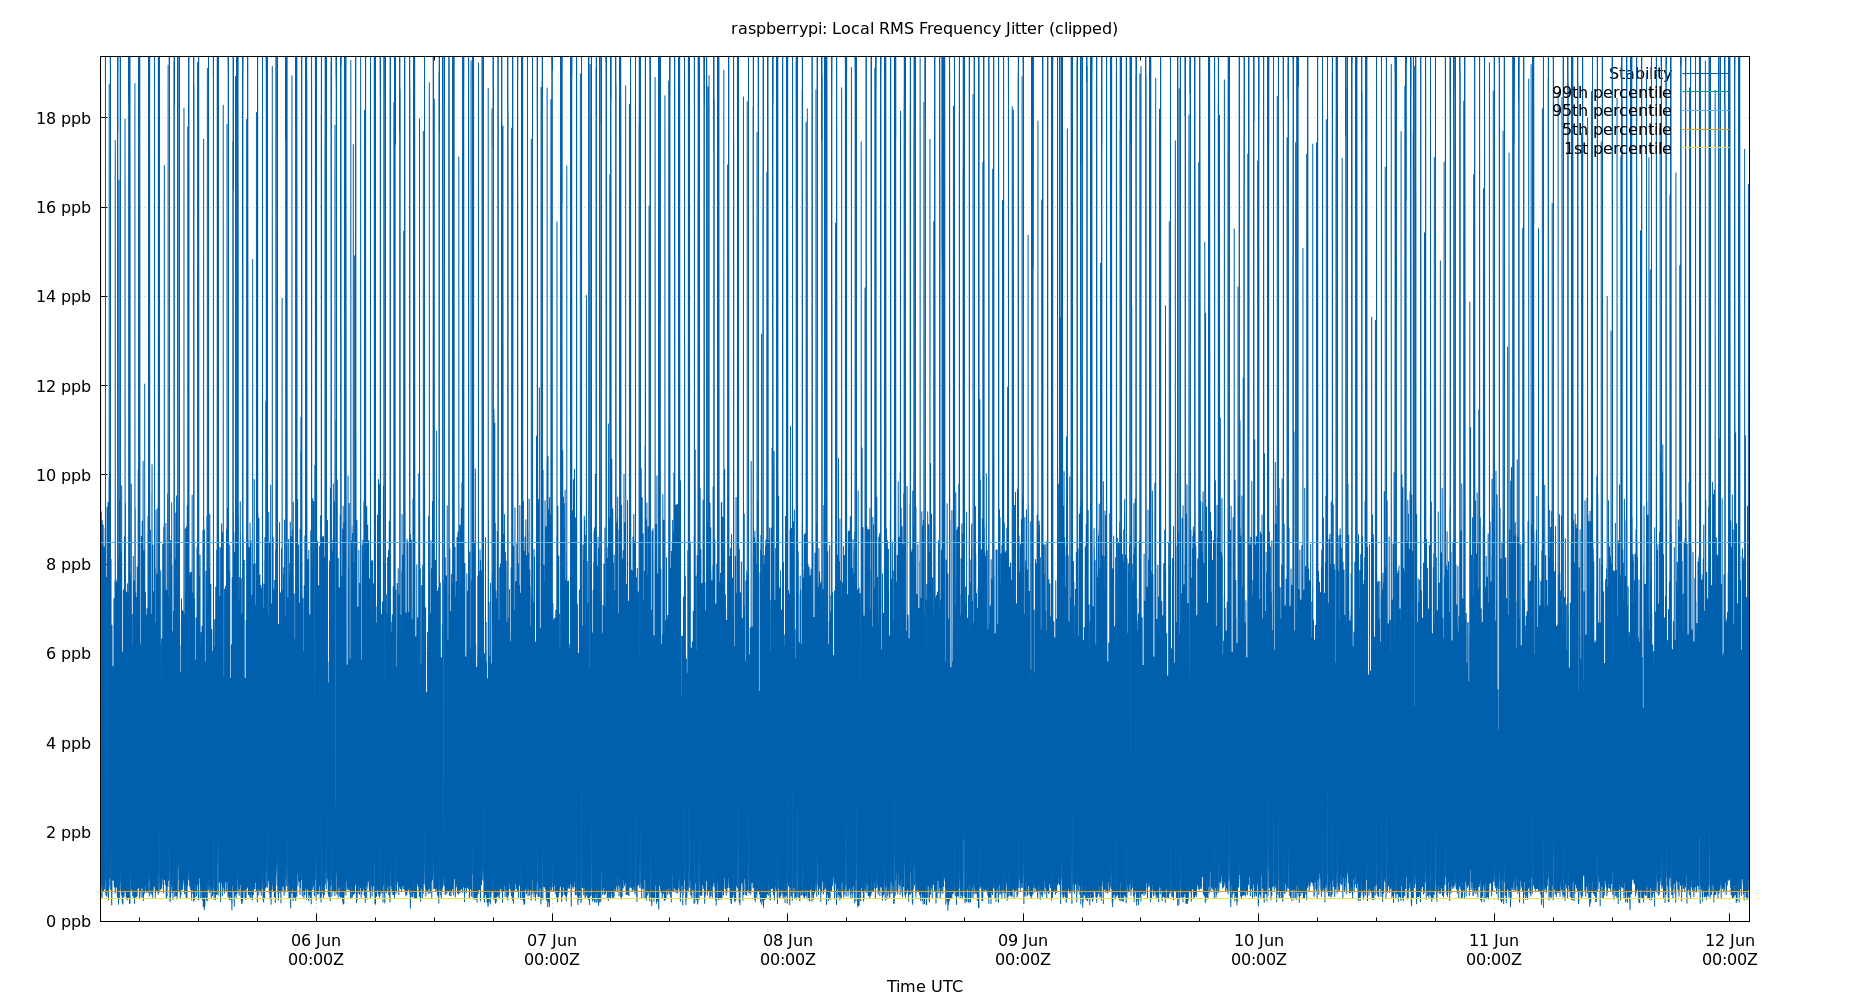 raspberrypi: Local RMS Frequency Jitter (clipped)
Stability
99th percentile
95th percentile
5th percentile
1st percentile
18 ppb
16 ppb
14 ppb
12 ppb
10 ppb
8 ppb
6 ppb
4 ppb
2 ppb
0 ppb
06 Jun 07 Jun 08 Jun 09 Jun 10 Jun 11 Jun 12 Jun
00:00Z 00:00Z 00:00Z 00:00Z 00:00Z 00:00Z 00:00Z
Time UTC